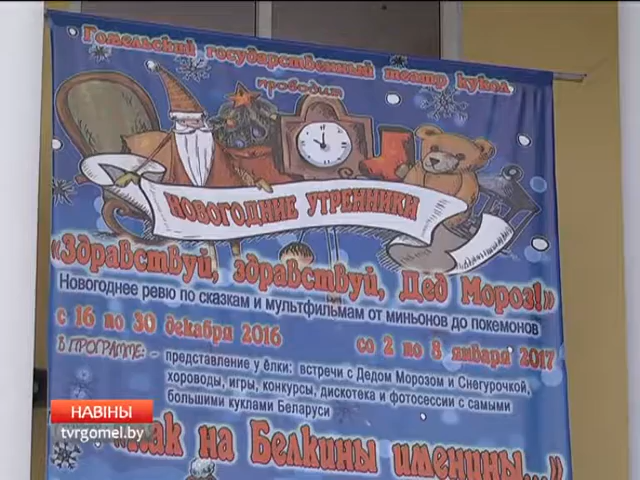 Гомельский государственный театр кукол
проводит
НОВОГОДНИЕ УТРЕННИКИ
«Здравствуй, здравствуй, Дед Мороз!»
Новогоднее ревю по сказкам и мультфильмам от миньонов до покемонов
с 16 по 30 декабря 2016
со 2 по 8 января 2017
В ПРОГРАММЕ: - представление у ёлки: встречи с Дедом Морозом и Снегурочкой,
хороводы, игры, конкурсы, дискотека и фотосессии с самыми
большими куклами Беларуси
«Как на Белкины именины...»
НАВІНЫ
tvrgomel.by